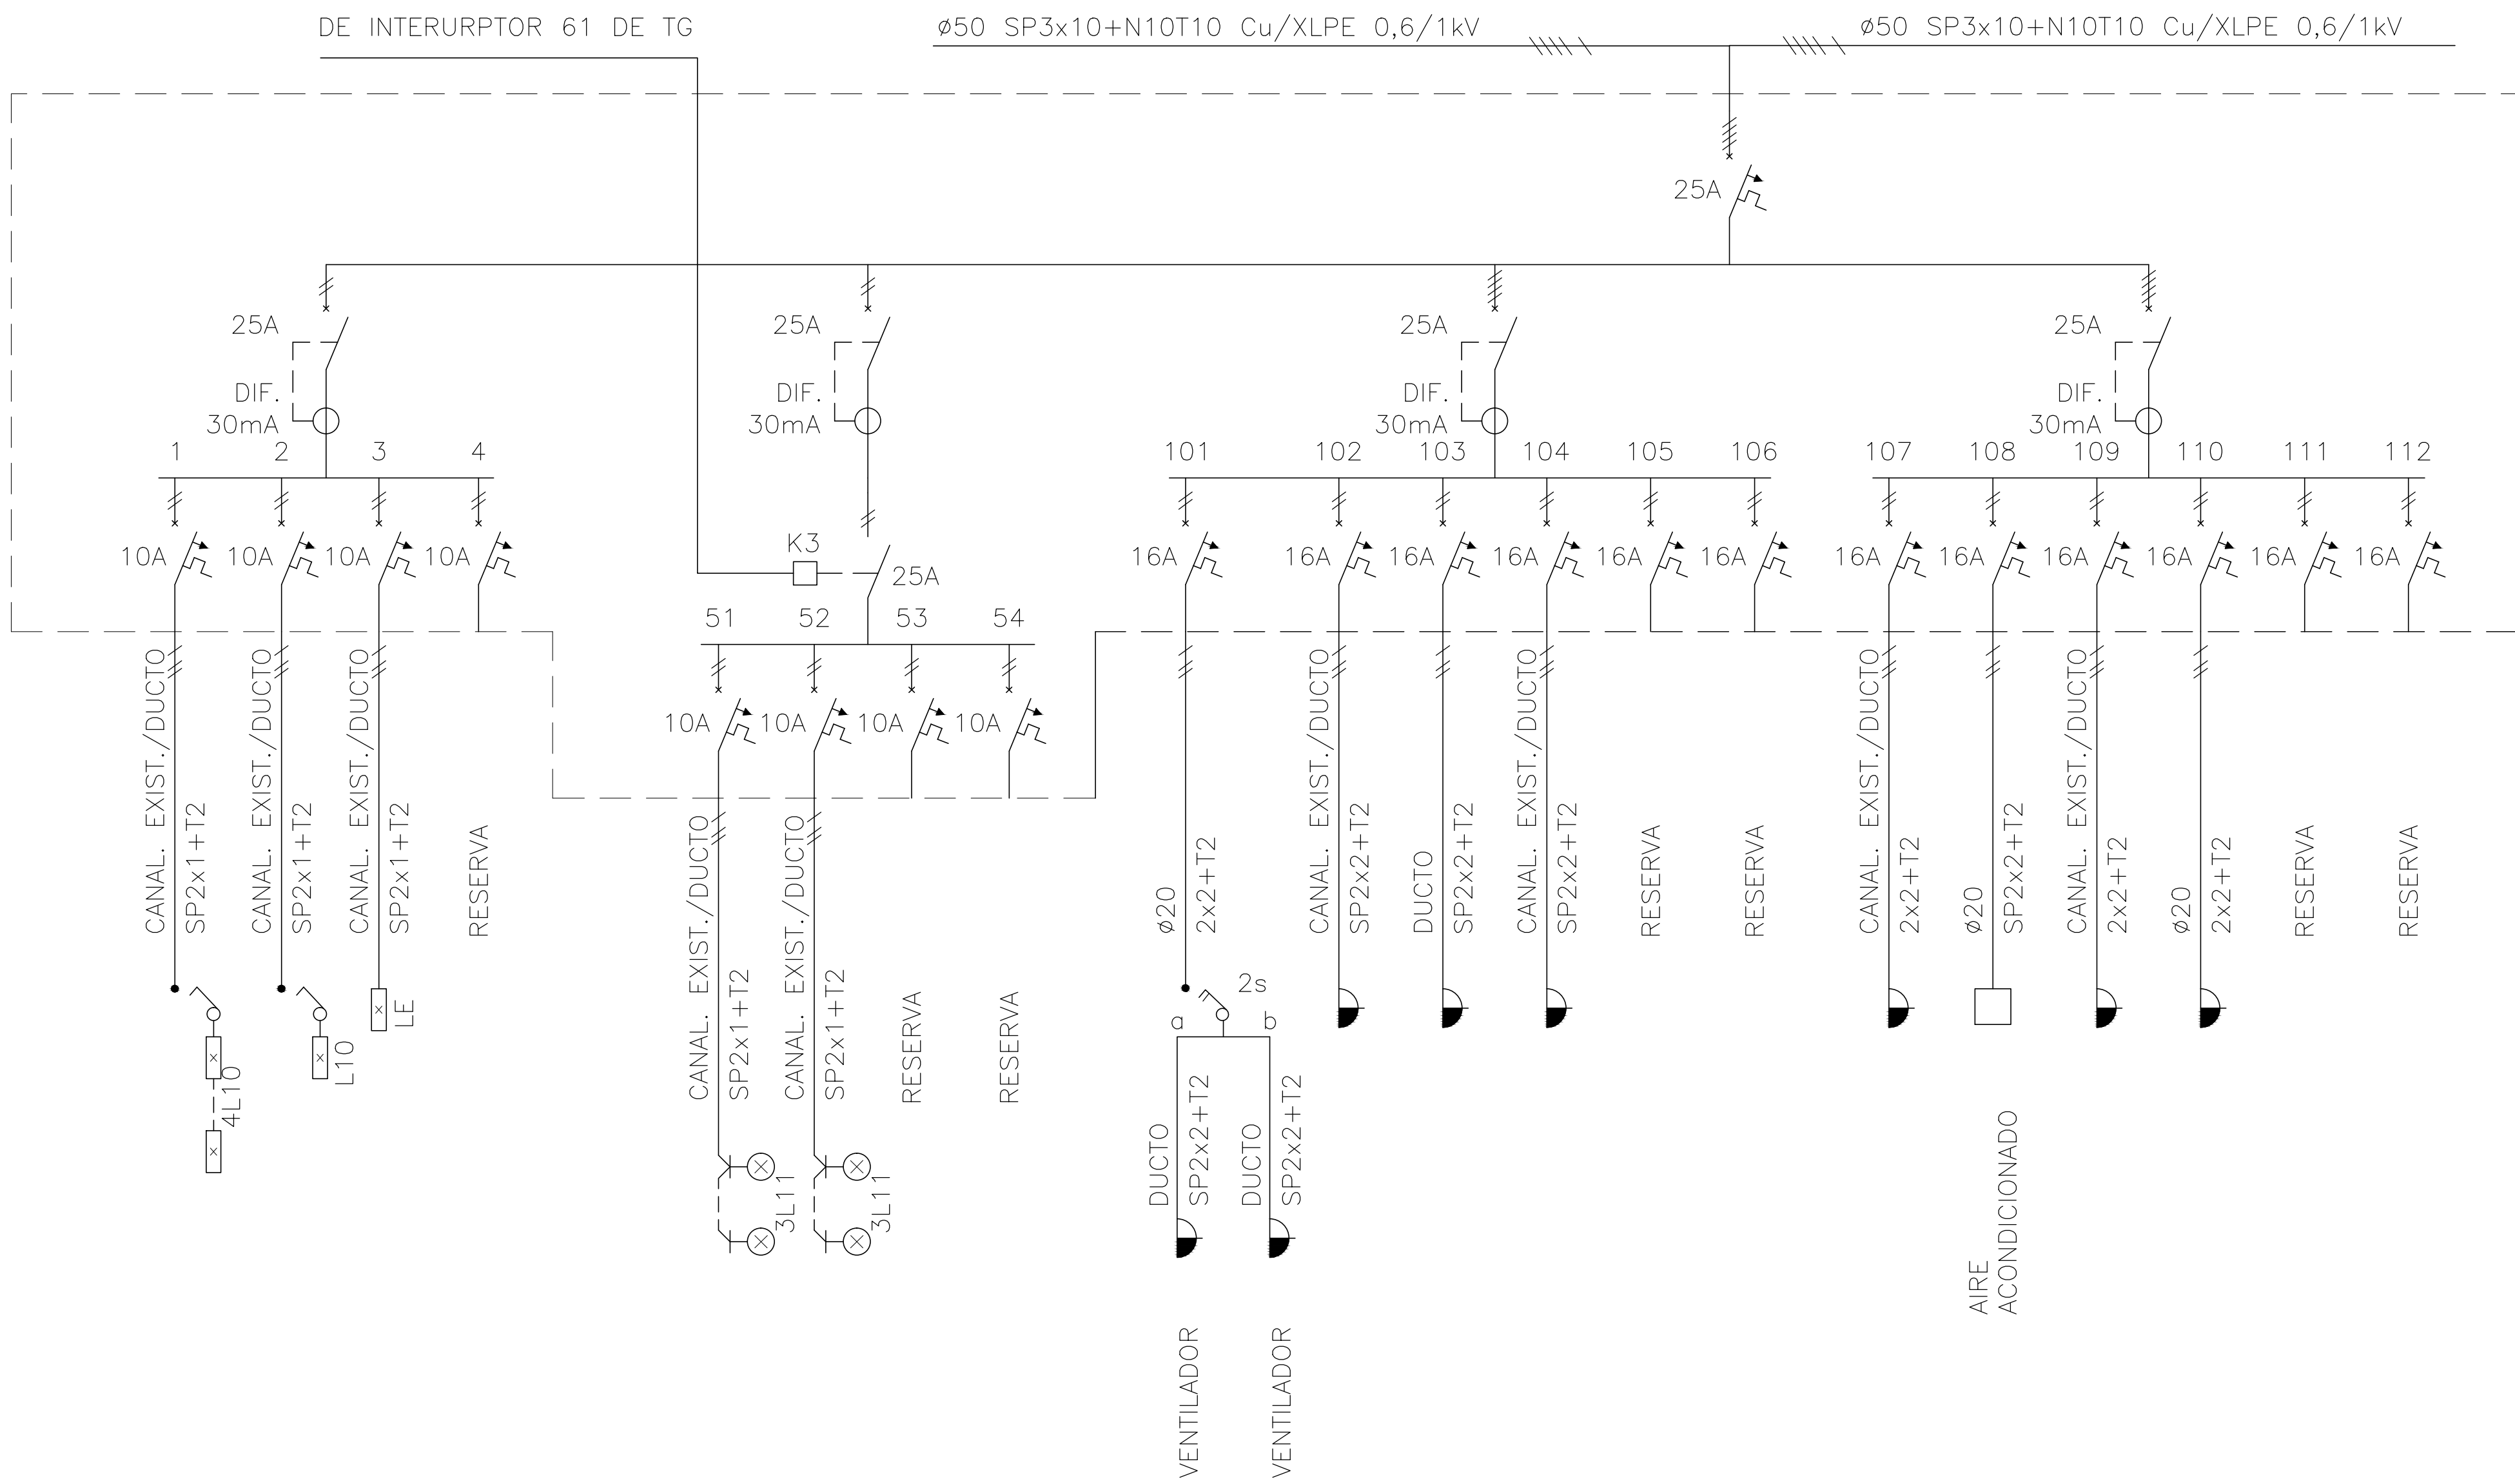 DE INTERURPTOR 61 DE TG
ø50 SP3x10+N10T10 Cu/XLPE 0,6/1kV
ø50 SP3x10+N10T10 Cu/XLPE 0,6/1kV
25A
25A
DIF.
30mA
25A
DIF.
30mA
25A
DIF.
30mA
25A
DIF.
30mA
1
2
3
4
101
102
103
104
105
106
107
108
109
110
111
112
10A
10A
10A
10A
K3
25A
16A
16A
16A
16A
16A
16A
16A
16A
16A
16A
16A
16A
51
52
53
54
10A
10A
10A
10A
CANAL. EXIST./DUCTO
SP2x1+T2
CANAL. EXIST./DUCTO
SP2x1+T2
CANAL. EXIST./DUCTO
SP2x1+T2
RESERVA
CANAL. EXIST./DUCTO
SP2x1+T2
CANAL. EXIST./DUCTO
SP2x1+T2
RESERVA
RESERVA
ø20
2x2+T2
CANAL. EXIST./DUCTO
SP2x2+T2
DUCTO
SP2x2+T2
CANAL. EXIST./DUCTO
SP2x2+T2
RESERVA
RESERVA
CANAL. EXIST./DUCTO
2x2+T2
ø20
SP2x2+T2
CANAL. EXIST./DUCTO
2x2+T2
ø20
2x2+T2
RESERVA
RESERVA
4L10
L10
LE
3L11
3L11
2s
a
b
DUCTO
SP2x2+T2
DUCTO
SP2x2+T2
VENTILADOR
VENTILADOR
AIRE
ACONDICIONADO